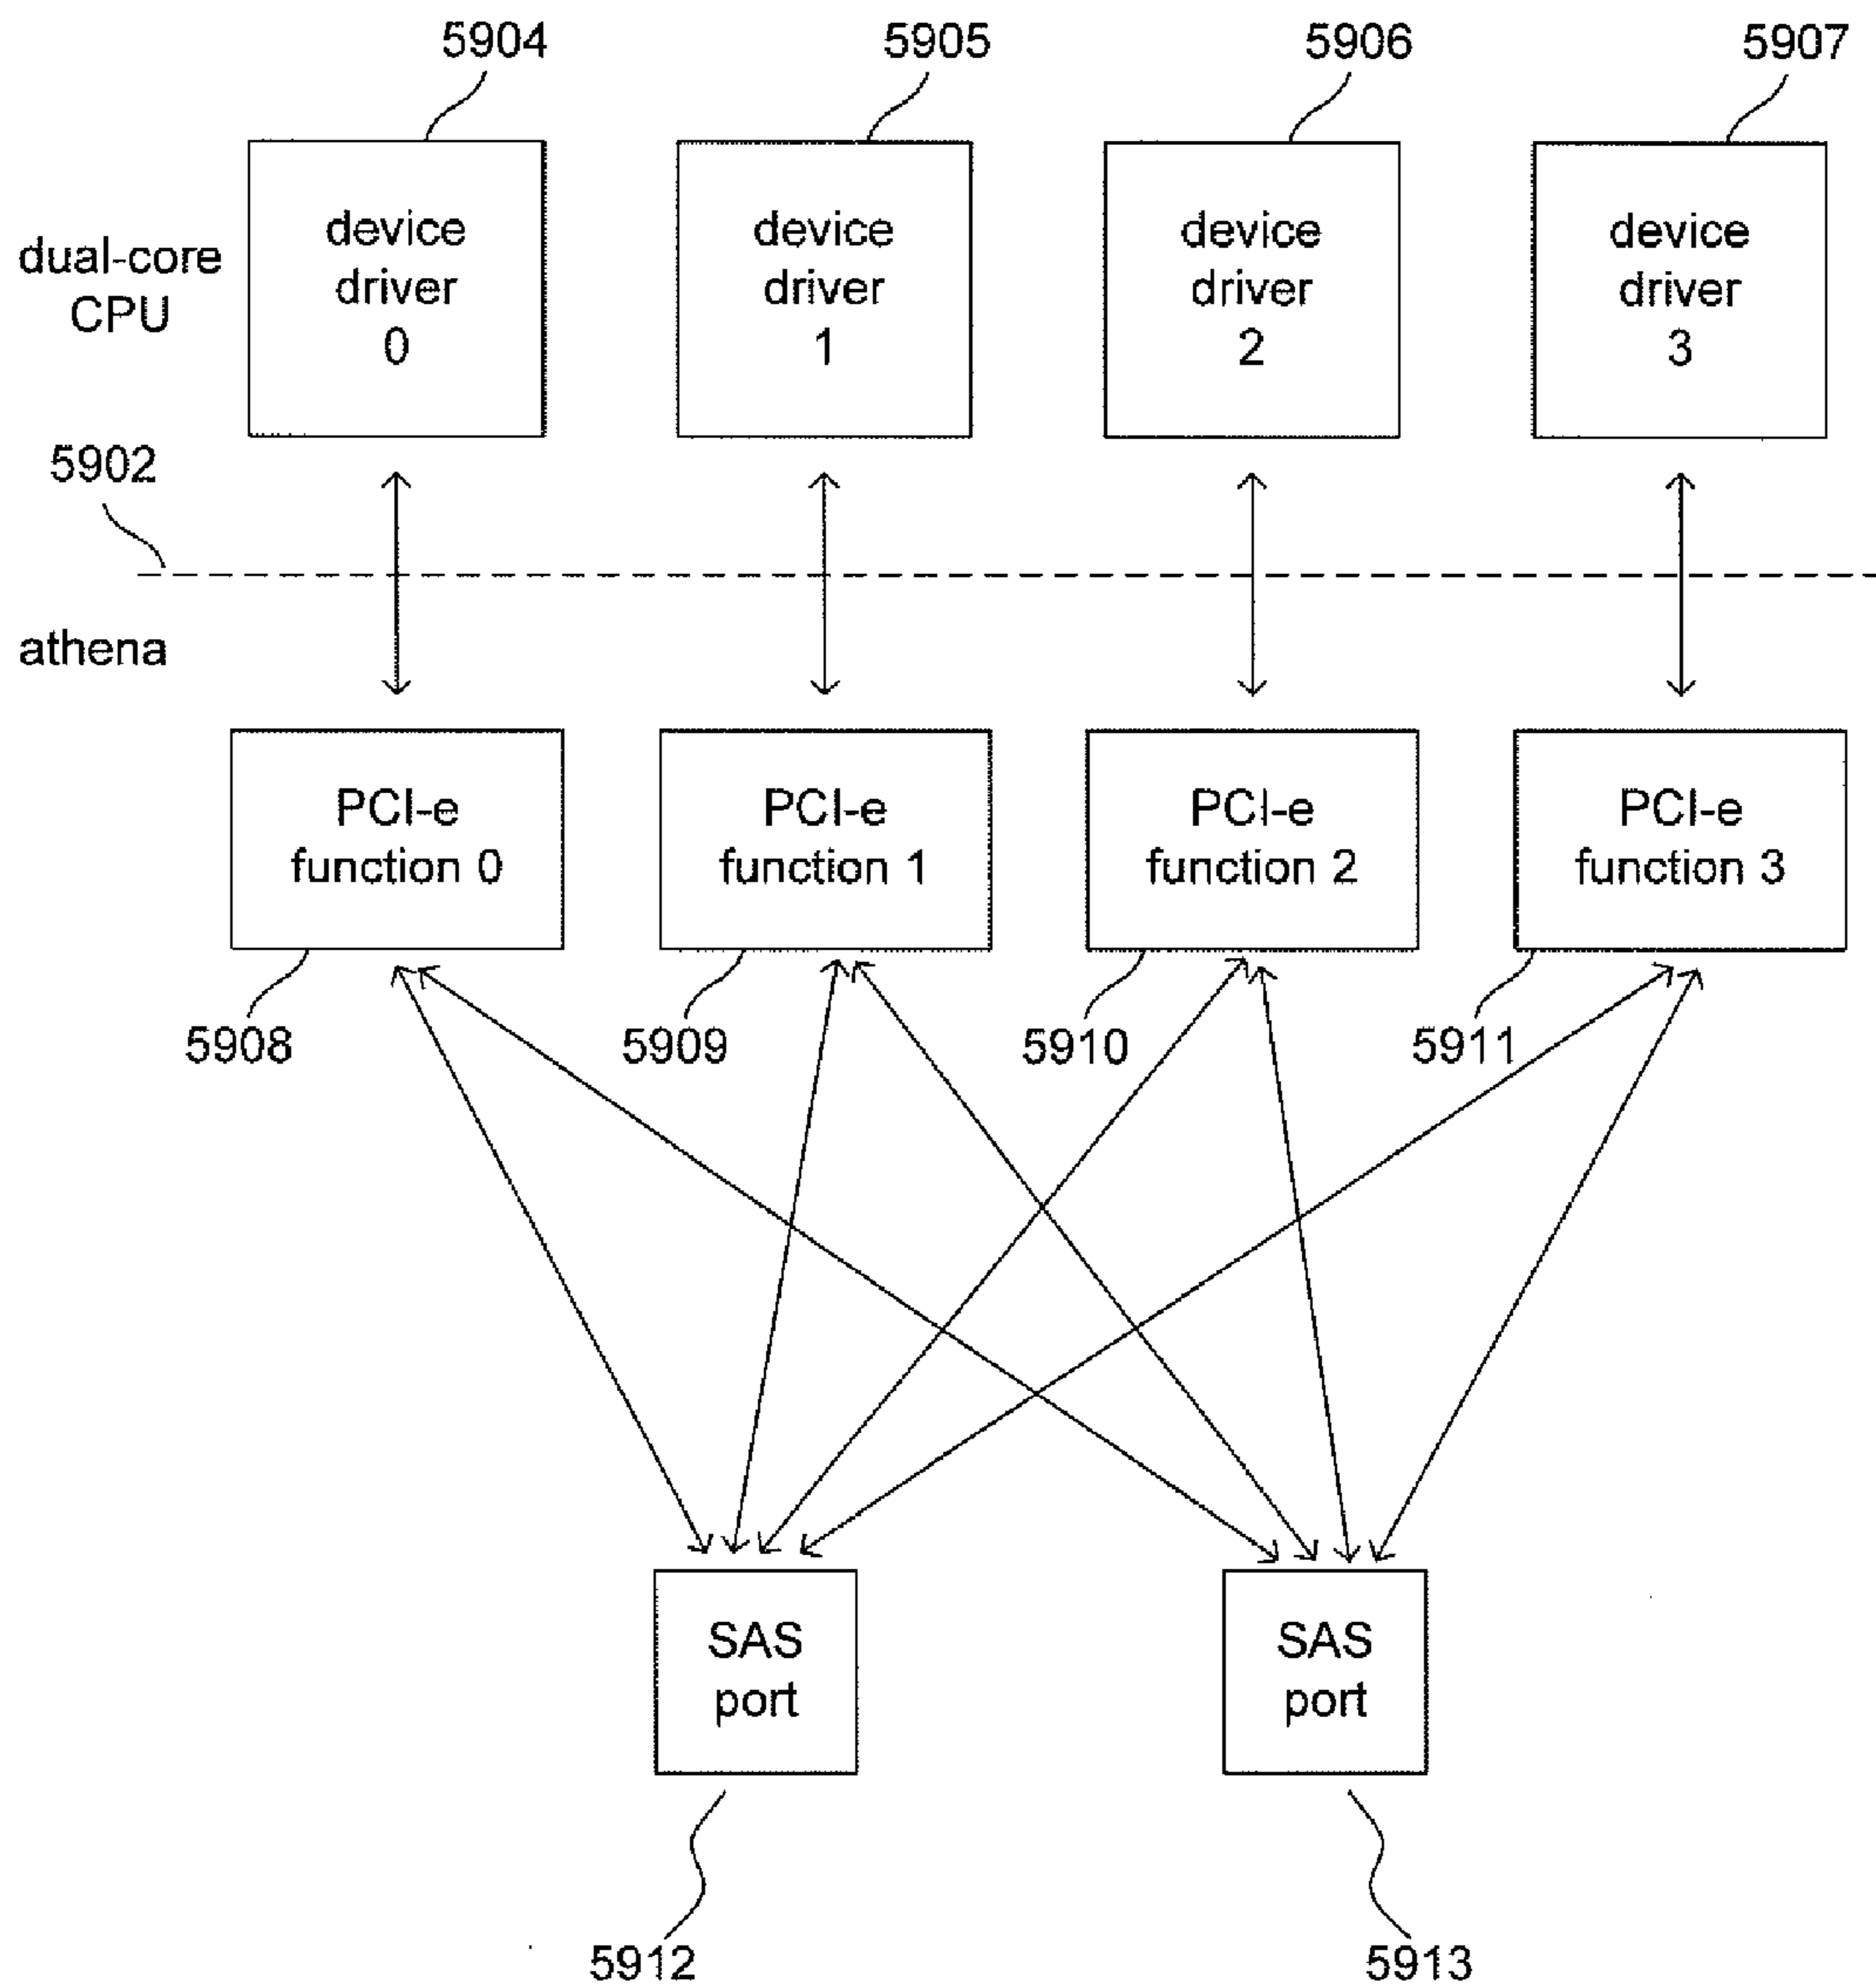 5904
5905
5906
5907
dual-core
CPU
device
driver
0
device
driver
1
device
driver
2
device
driver
3
5902
athena
PCI-e
function 0
PCI-e
function 1
PCI-e
function 2
PCI-e
function 3
5908
5909
5910
5911
SAS
port
SAS
port
5912
5913